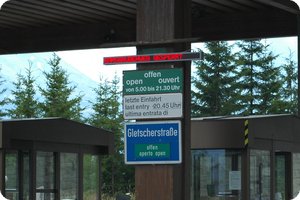 offen
open ouvert
von 5.00 bis 21.30 Uhr
letzte Einfahrt
last entry 20.45 Uhr
ultima entrata di
Gletscherstraße
offen
aperto open